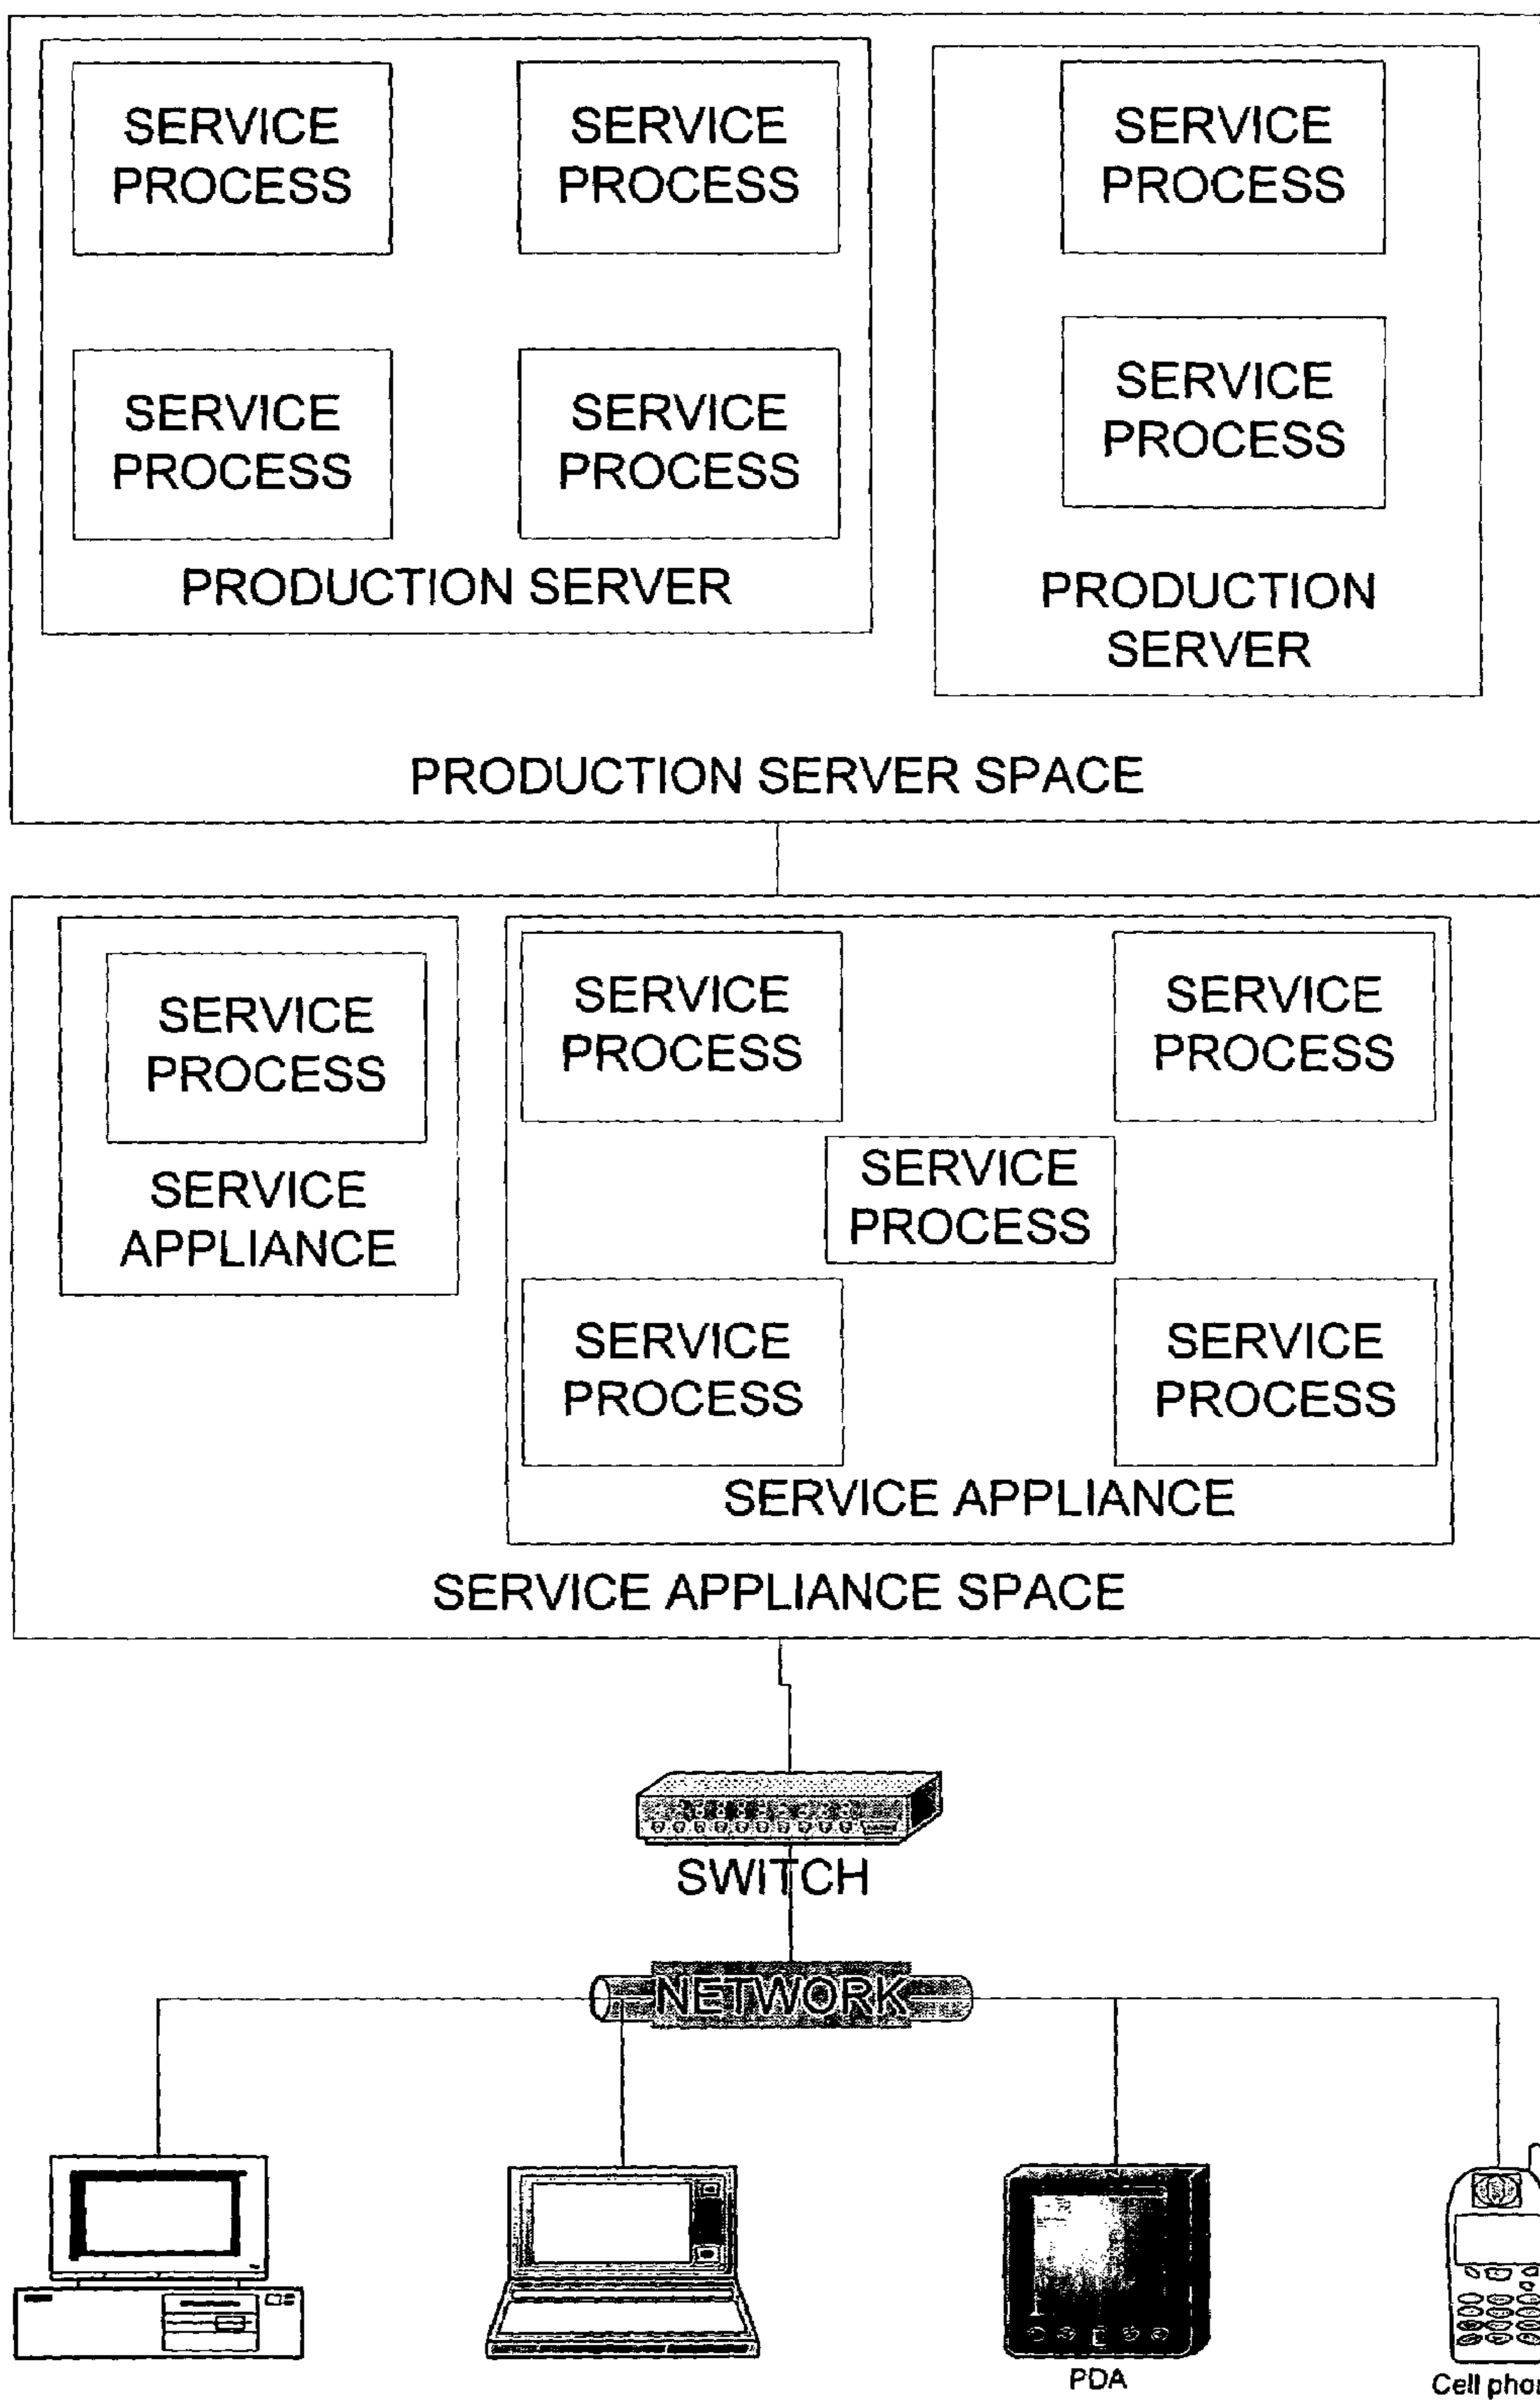 SERVICE
PROCESS
SERVICE
PROCESS
SERVICE
PROCESS
SERVICE
PROCESS
PRODUCTION SERVER
SERVICE
PROCESS
SERVICE
PROCESS
PRODUCTION
SERVER
PRODUCTION SERVER SPACE
SERVICE
PROCESS
SERVICE
APPLIANCE
SERVICE
PROCESS
SERVICE
PROCESS
SERVICE
PROCESS
SERVICE
PROCESS
SERVICE
PROCESS
SERVICE APPLIANCE
SERVICE APPLIANCE SPACE
SWITCH
NETWORK
PDA
Cell